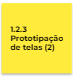 1.2.3
Prototipação
de telas (2)